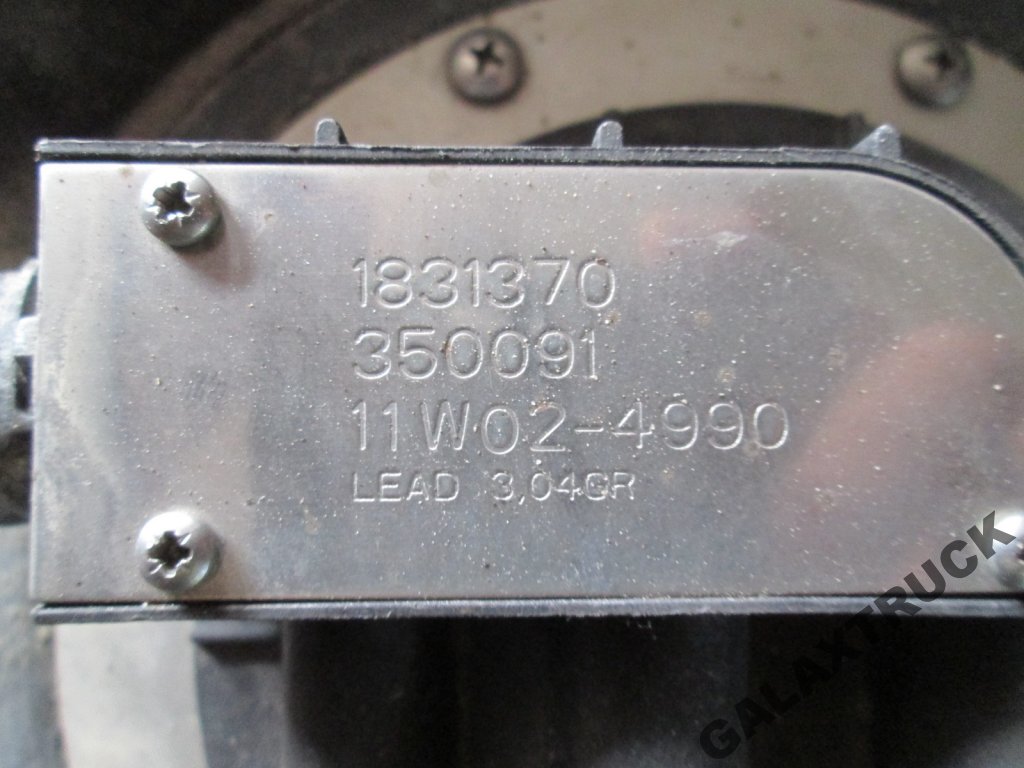 1831370
350091
11W02-4990
LEAD 3,04GR
GALAXTRUCK